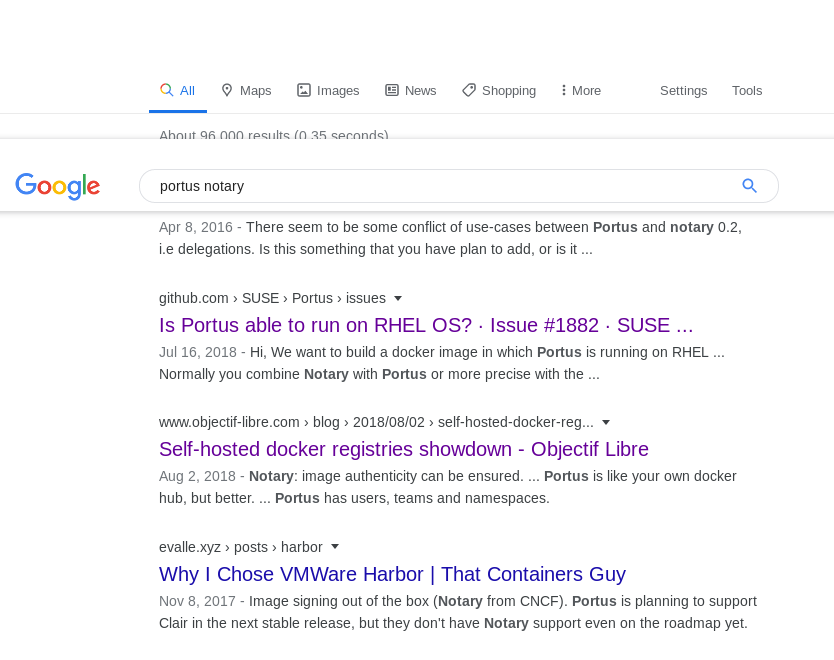 All Maps Images News Shopping More Settings Tools
About 96,000 results (0.35 seconds)
Google portus notary
Apr 8, 2016 - There seem to be some conflict of use-cases between Portus and notary 0.2,
i.e delegations. Is this something that you have plan to add, or is it ...
github.com › SUSE › Portus › issues
Is Portus able to run on RHEL OS? · Issue #1882 · SUSE ...
Jul 16, 2018 - Hi, We want to build a docker image in which Portus is running on RHEL ...
Normally you combine Notary with Portus or more precise with the ...
www.objectif-libre.com › blog › 2018/08/02 › self-hosted-docker-reg...
Self-hosted docker registries showdown - Objectif Libre
Aug 2, 2018 - Notary: image authenticity can be ensured. ... Portus is like your own docker
hub, but better. ... Portus has users, teams and namespaces.
evalle.xyz › posts › harbor
Why I Chose VMWare Harbor | That Containers Guy
Nov 8, 2017 - Image signing out of the box (Notary from CNCF). Portus is planning to support
Clair in the next stable release, but they don't have Notary support even on the roadmap yet.